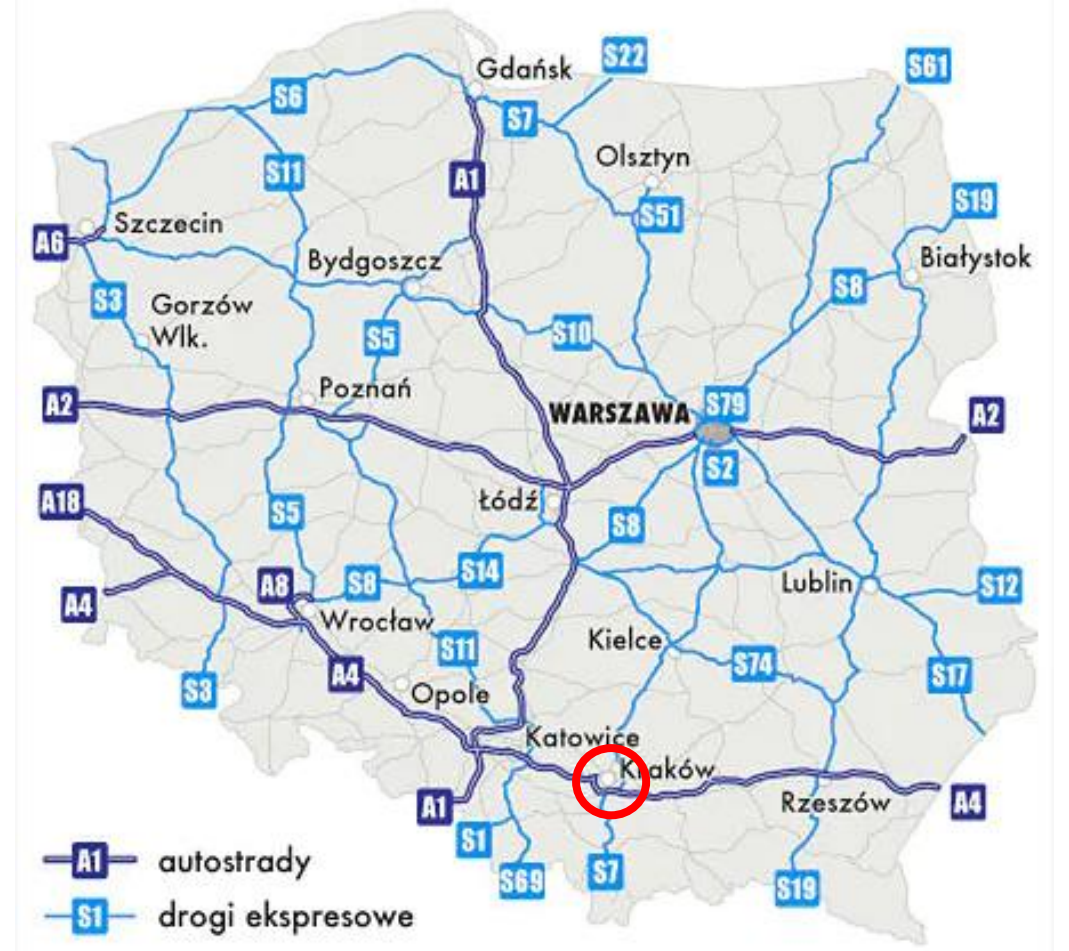 S22
Gdańsk
S61
S6
S7
Olsztyn
S11
A1
S19
S51
Szczecin
A6
Bydgoszcz
Białystok
S8
S3
Gorzów
Wlk.
S5
S10
Poznań
A2
WARSZAWA
S79
A2
S2
A18
Łódź
S5
S8
S14
A8
S8
Lublin
S12
A4
Wrocław
Kielce
S11
S74
S17
A4
S3
Opole
Katowice
Kraków
A1
Rzeszów
A4
S1
S69
S7
S19
A1 autostrady
S1 drogi ekspresowe